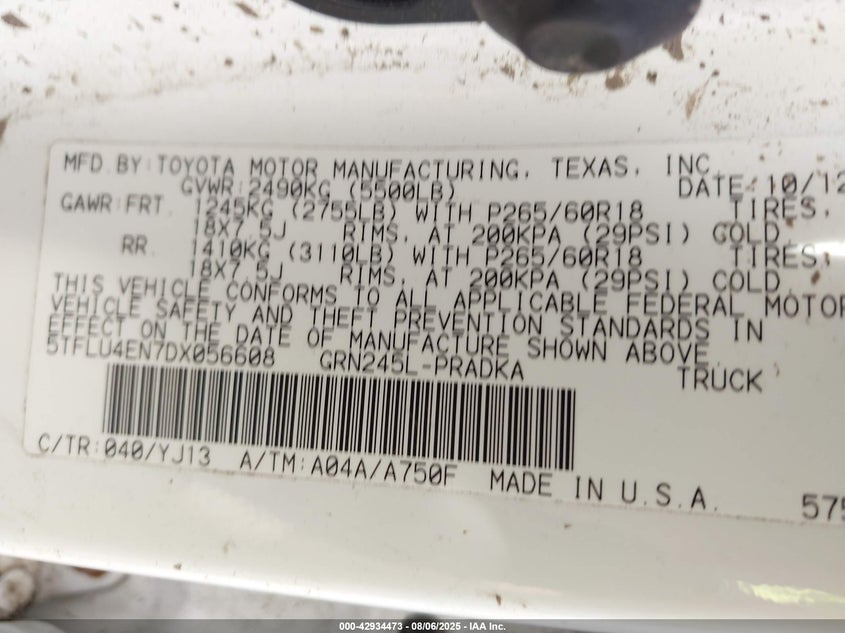 MFD. BY: TOYOTA MOTOR MANUFACTURING, TEXAS, INC.
GVWR: 2490KG (5500LB) DATE: 10/12
GAWR: FRT. 1245KG (2755LB) WITH P265/60R18 TIRES,
18X7.5J RIMS, AT 200KPA (29PSI) COLD.
RR. 1410KG (3110LB) WITH P265/60R18 TIRES,
18X7.5J RIMS, AT 200KPA (29PSI) COLD.
THIS VEHICLE CONFORMS TO ALL APPLICABLE FEDERAL MOTOR
VEHICLE SAFETY AND THEFT PREVENTION STANDARDS IN
EFFECT ON THE DATE OF MANUFACTURE SHOWN ABOVE.
5TFLU4EN7DX056608 GRN245L-PRADKA TRUCK
C/TR: 040/YJ13 A/TM: A04A/A750F MADE IN U.S.A. 575
000-42934473 - 08/06/2025 - IAA Inc.